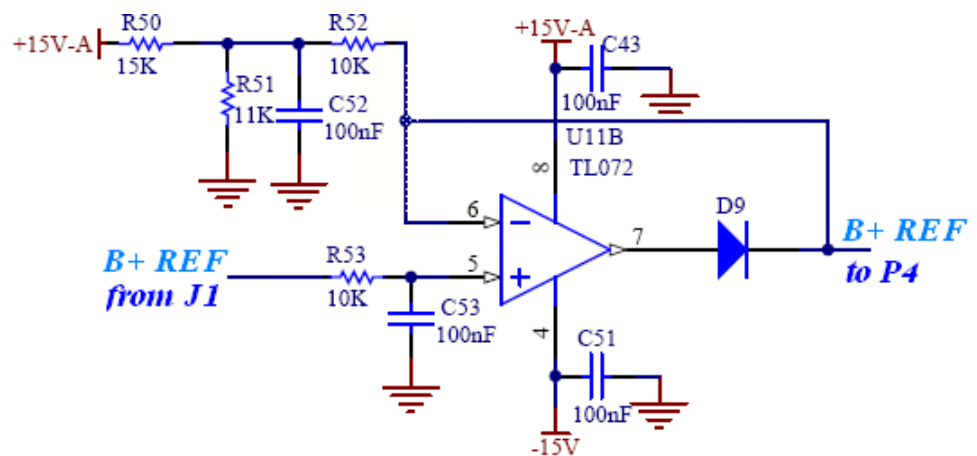 R50
R52
+15V-A
15K
10K
R51
11K
C52
100nF
+15V-A
C43
100nF
U11B
TL072
8
6
7
5
4
D9
B+ REF
to P4
B+ REF
from J1
R53
10K
C53
100nF
C51
100nF
-15V